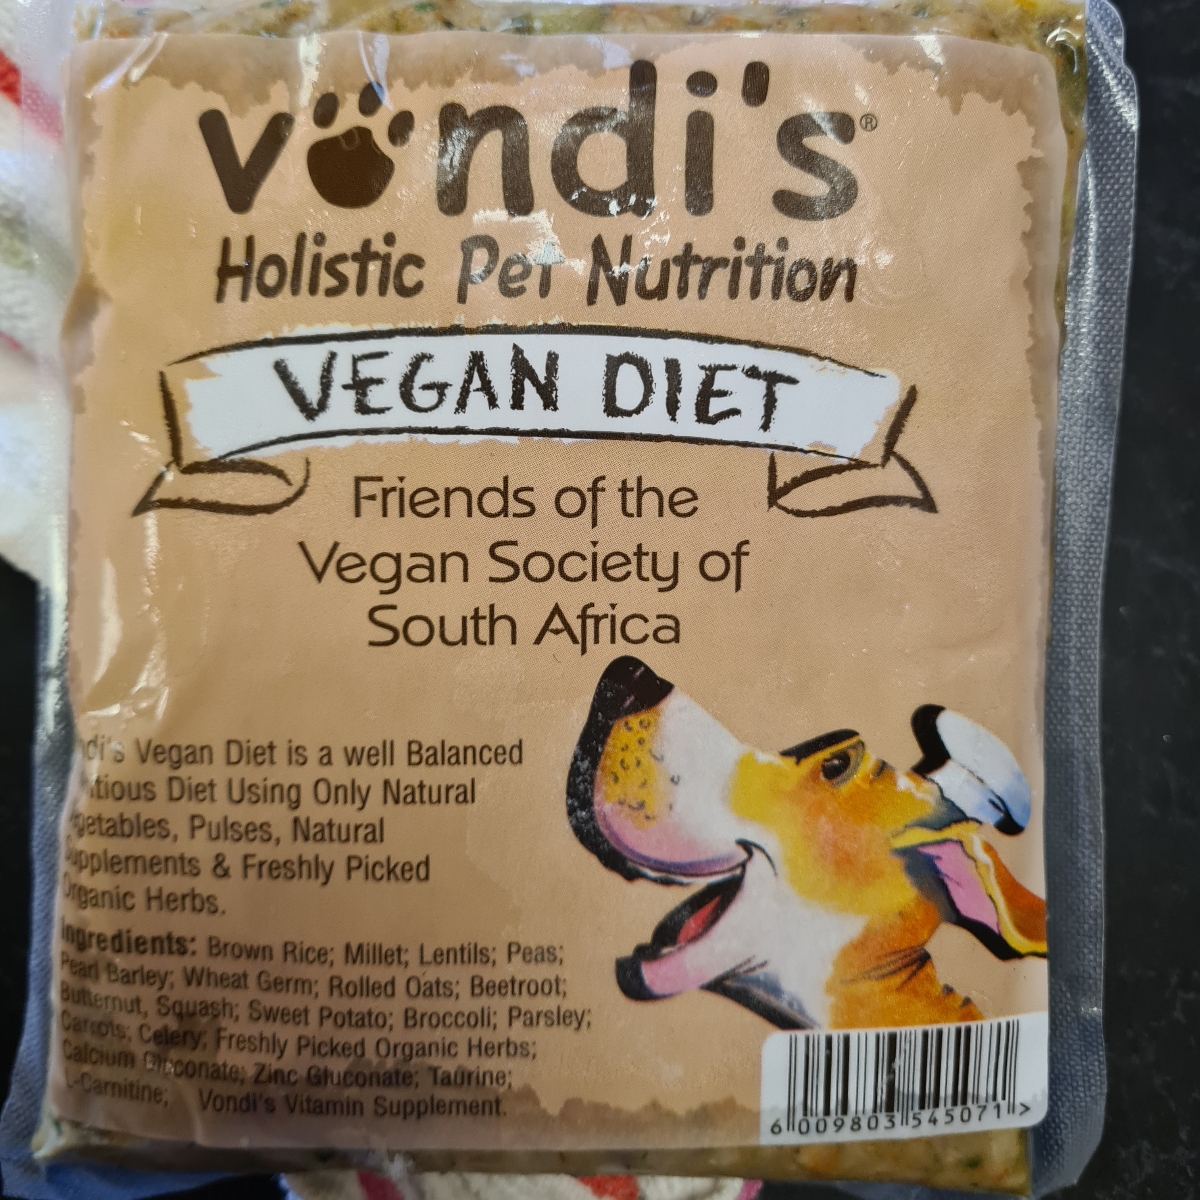 vondi's®
Holistic Pet Nutrition
VEGAN DIET
Friends of the
Vegan Society of
South Africa
Vegan Diet is a well Balanced
Diet Using Only Natural
Pulses, Natural
Supplements & Freshly Picked
Organic Herbs.
Ingredients: Brown Rice; Millet; Lentils; Peas;
Pearl Barley; Wheat Germ; Rolled Oats; Beetroot;
Butternut, Squash; Sweet Potato; Broccoli; Parsley;
Carrots; Celery; Freshly Picked Organic Herbs;
Calcium Gluconate; Zinc Gluconate; Taurine;
L-Carnitine; Vondi's Vitamin Supplement.
6 009803 545071 >